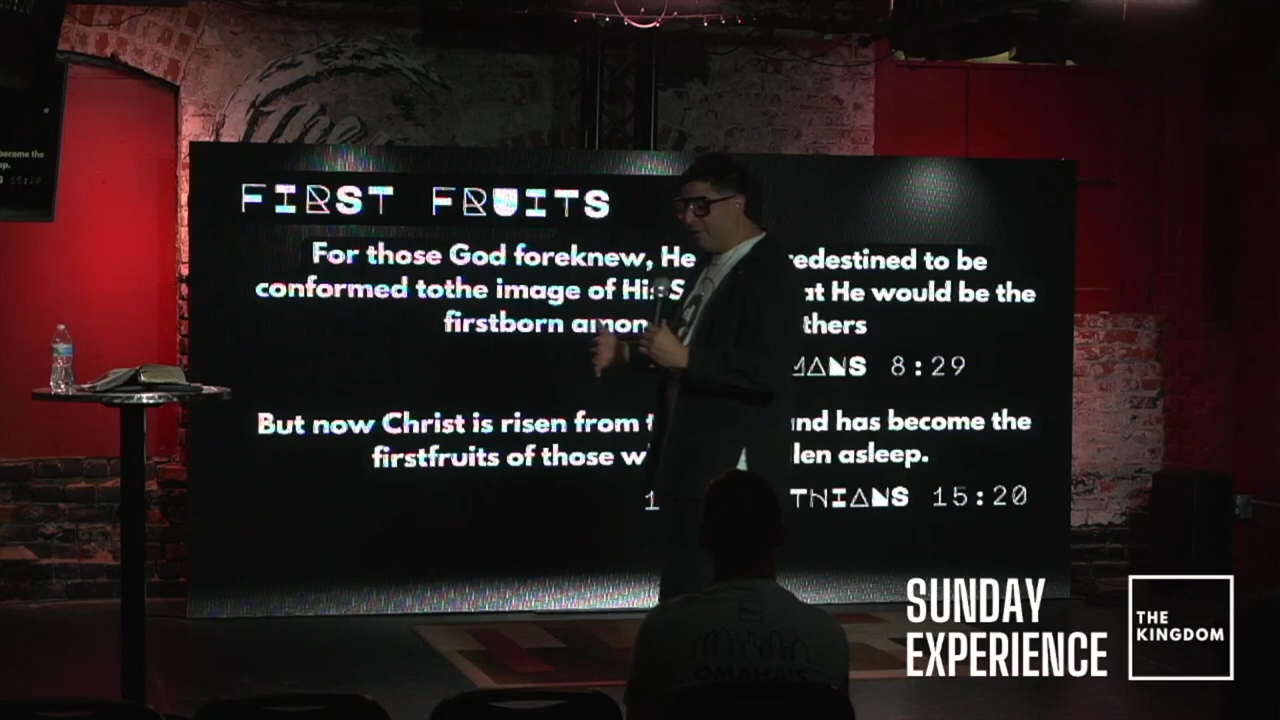 FIRST FRUITS
For those God foreknew, He redestined to be
conformed tothe image of His S at He would be the
firstborn amon thers
MANS 8:29
But now Christ is risen from t and has become the
firstfruits of those w len asleep.
1 THIANS 15:20
become the
15:20
OMAHA'S
SUNDAY
EXPERIENCE
THE
KINGDOM